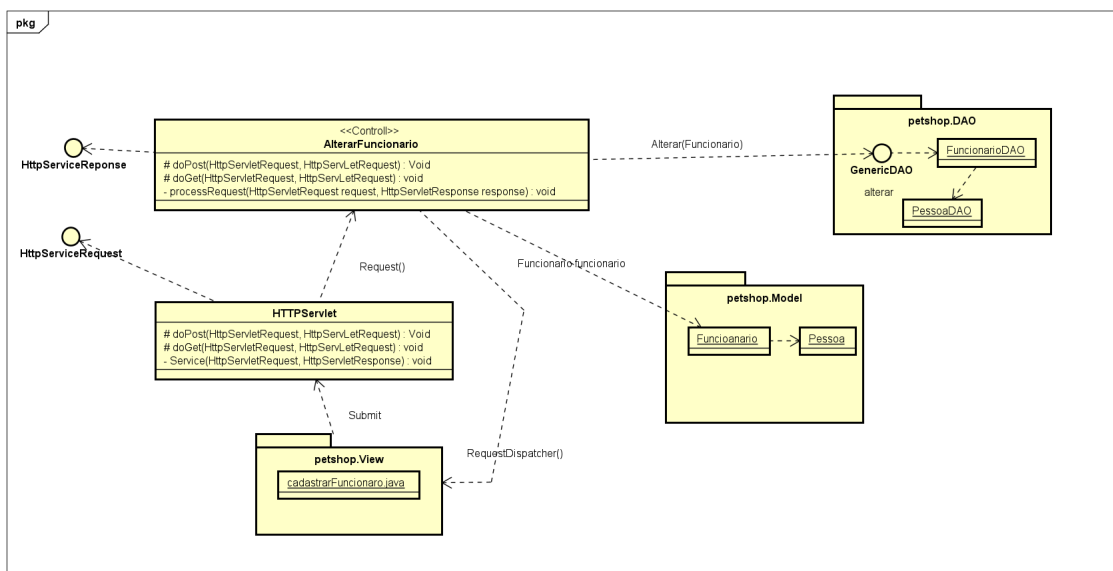 pkg
<<Controll>>
AlterarFuncionario
# doPost(HttpServletRequest, HttpServLetRequest) : Void
# doGet(HttpServletRequest, HttpServLetRequest) : void
- processRequest(HttpServletRequest request, HttpServletResponse response) : void
HttpServiceReponse
HttpServiceRequest
Alterar(Funcionario)
petshop.DAO
GenericDAO
FuncionarioDAO
alterar
PessoaDAO
Request()
Funcionario funcionario
HTTPServlet
# doPost(HttpServletRequest, HttpServLetRequest) : Void
# doGet(HttpServletRequest, HttpServLetRequest) : void
- Service(HttpServletRequest, HttpServletResponse) : void
petshop.Model
Funcioanario
Pessoa
Submit
RequestDispatcher()
petshop.View
cadastrarFuncionaro.java